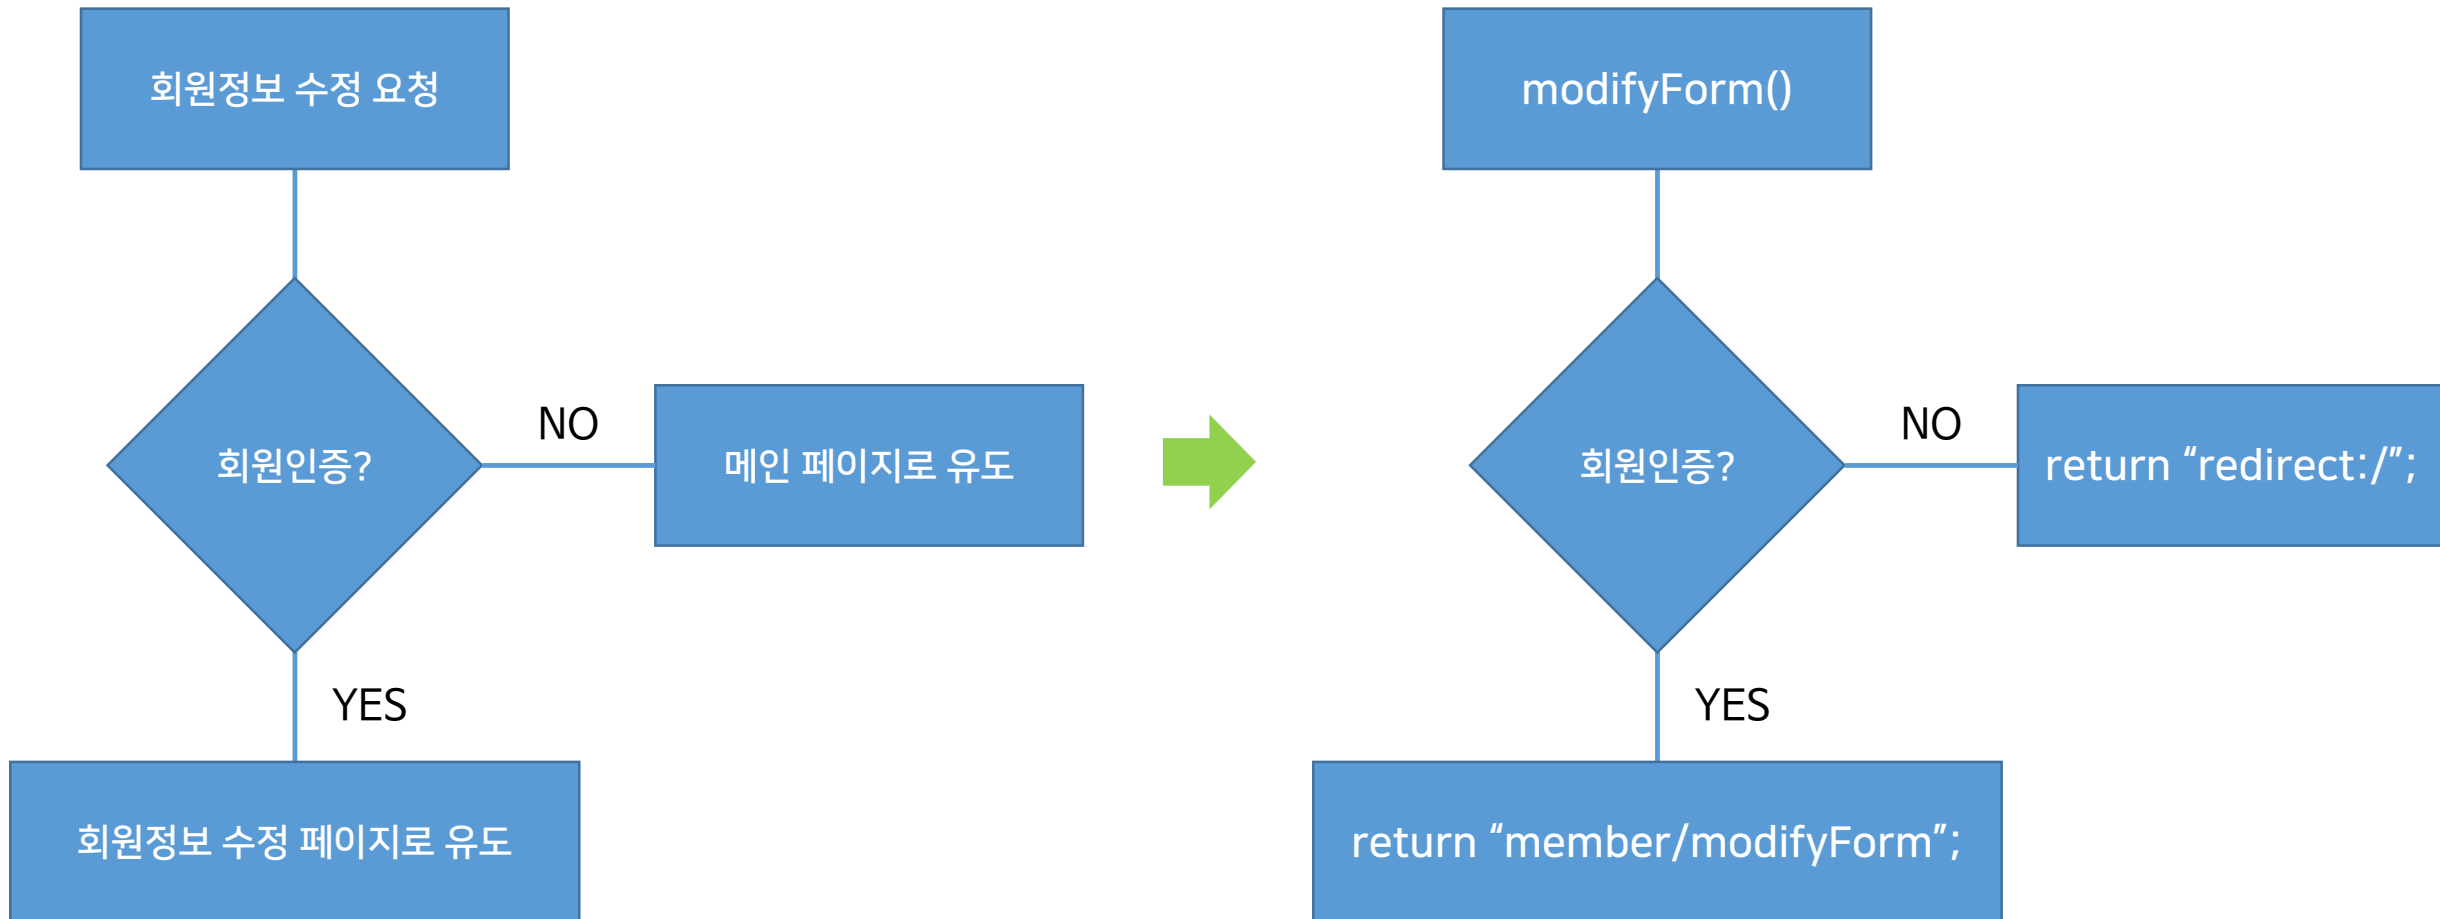 회원정보 수정 요청
회원인증?
NO
메인 페이지로 유도
YES
회원정보 수정 페이지로 유도
modifyForm()
회원인증?
NO
return “redirect:/”;
YES
return “member/modifyForm”;